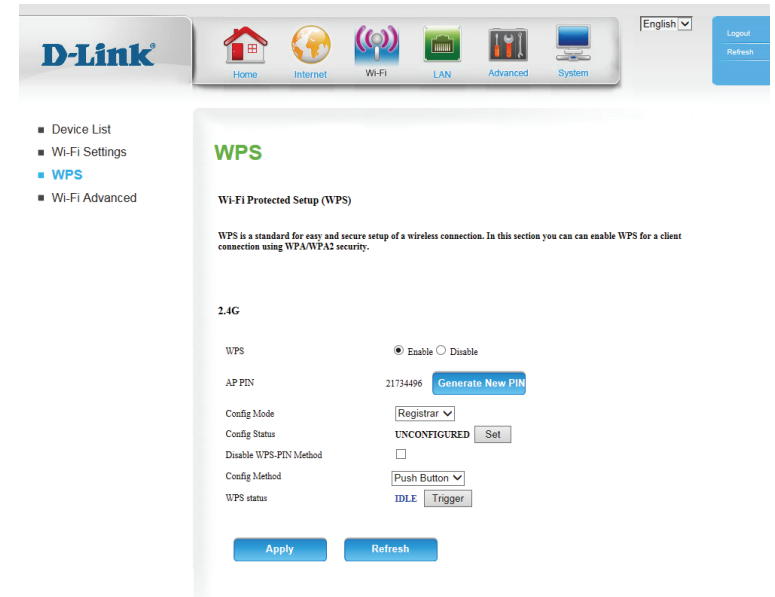 D-Link
Home
Internet
Wi-Fi
LAN
Advanced
System
English
Logout
Refresh
Device List
Wi-Fi Settings
WPS
Wi-Fi Advanced
WPS
Wi-Fi Protected Setup (WPS)
WPS is a standard for easy and secure setup of a wireless connection. In this section you can can enable WPS for a client
connection using WPA/WPA2 security.
2.4G
WPS Enable Disable
AP PIN 21734496 Generate New PIN
Config Mode Registrar
Config Status UNCONFIGURED Set
Disable WPS-PIN Method
Config Method Push Button
WPS status IDLE Trigger
Apply Refresh